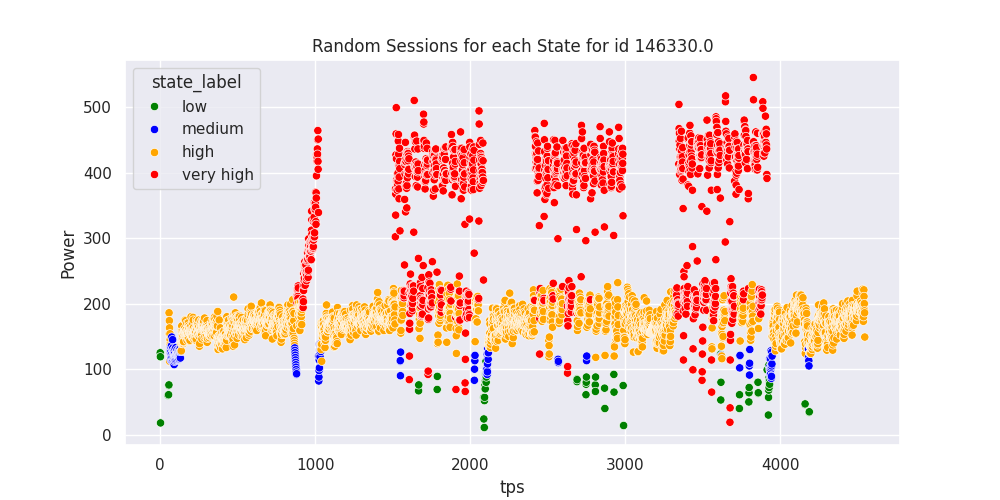 Random Sessions for each State for id 146330.0
state_label
low
medium
high
very high
Power
500
400
300
200
100
0
0 1000 2000 3000 4000
tps